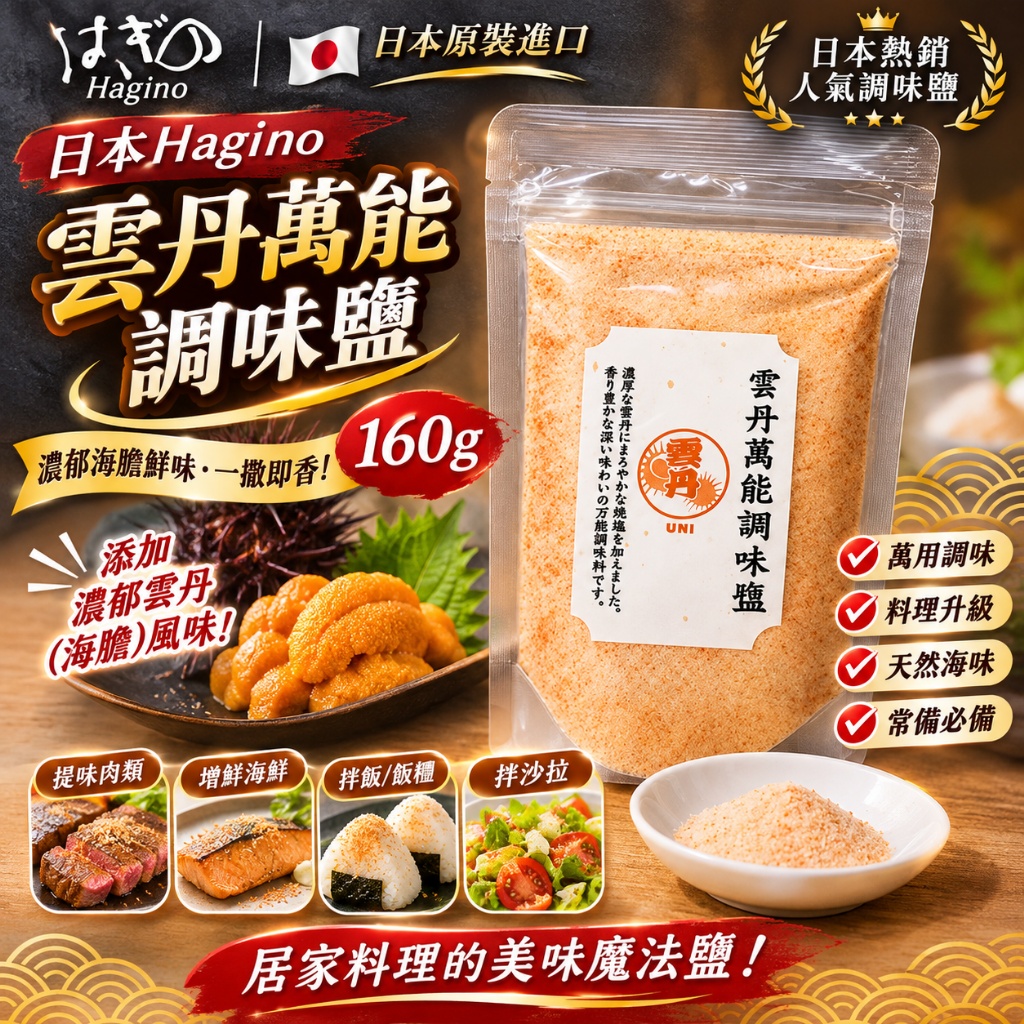 はぎの
Hagino
日本原裝進口
日本熱銷
人氣調味鹽
日本Hagino
雲丹萬能
調味鹽
濃郁海膽鮮味·一撒即香!
160g
添加
濃郁雲丹
(海膽)風味!
雲丹萬能調味塩
雲丹
UNI
濃厚な雲丹にまろやかな焼塩を加えました。
香り豊かな深い味わいの万能調味料です。
萬用調味
料理升級
天然海味
常備必備
提味肉類
增鮮海鮮
拌飯/飯糰
拌沙拉
居家料理的美味魔法鹽!